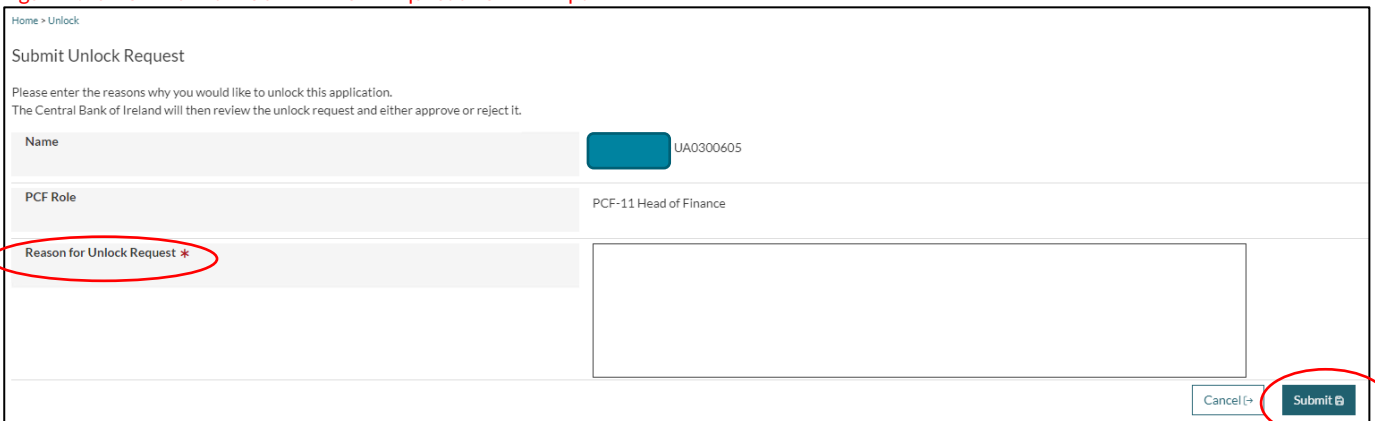 Home > Unlock
Submit Unlock Request
Please enter the reasons why you would like to unlock this application.
The Central Bank of Ireland will then review the unlock request and either approve or reject it.
Name
UA0300605
PCF Role
PCF-11 Head of Finance
Reason for Unlock Request *
Cancel
Submit